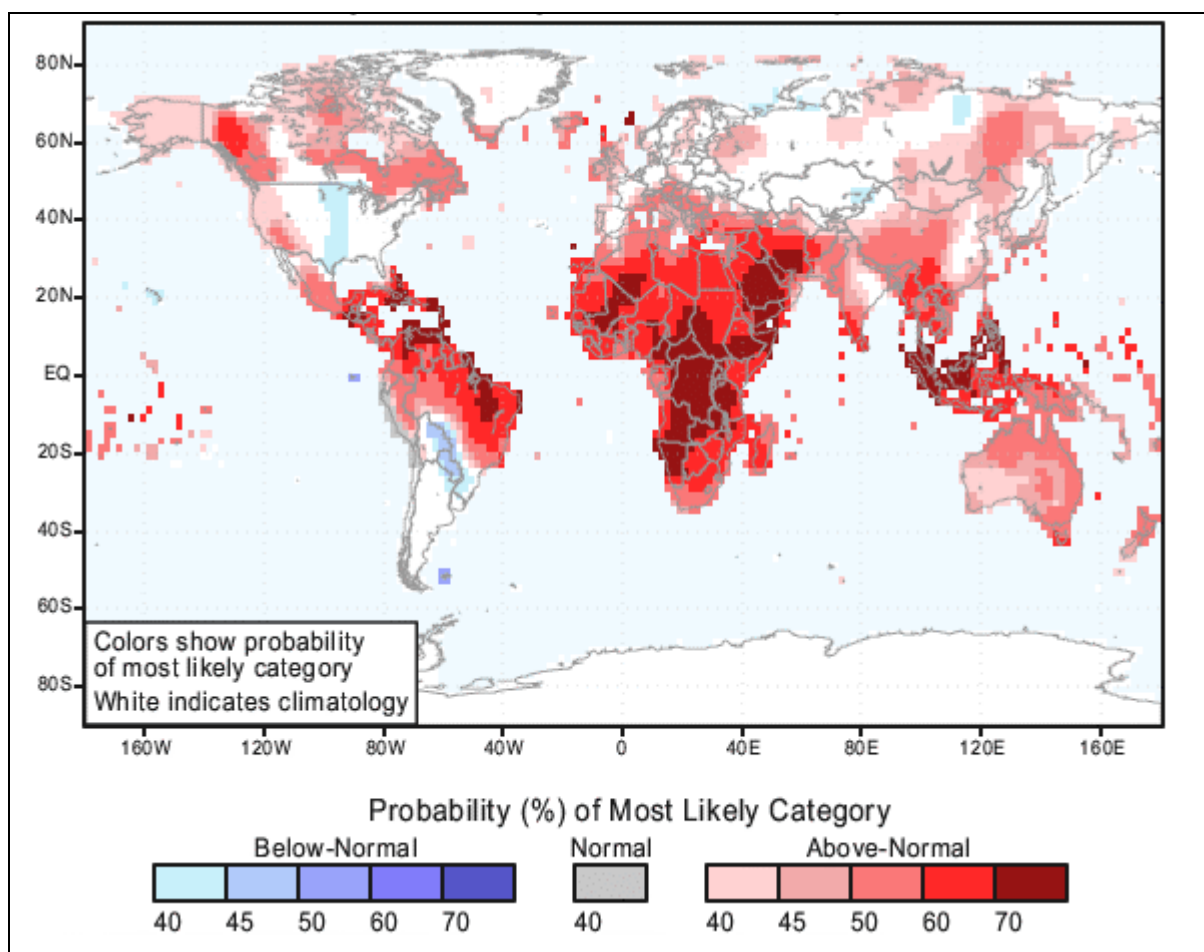 80N
60N
40N
20N
EQ
20S
40S
60S
80S
Colors show probability
of most likely category
White indicates climatology
160W 120W 80W 40W 0 40E 80E 120E 160E
Probability (%) of Most Likely Category
Below-Normal Normal Above-Normal
40 45 50 60 70 40 40 45 50 60 70